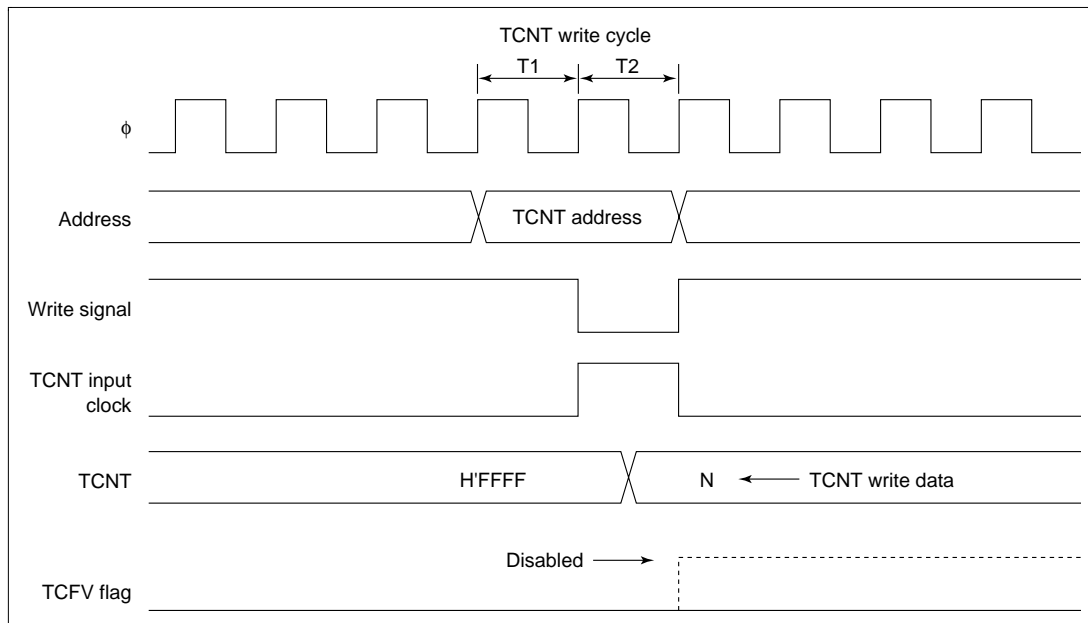 TCNT write cycle
T1 T2
ϕ
Address
TCNT address
Write signal
TCNT input
clock
TCNT
H'FFFF
N
TCNT write data
Disabled
TCFV flag